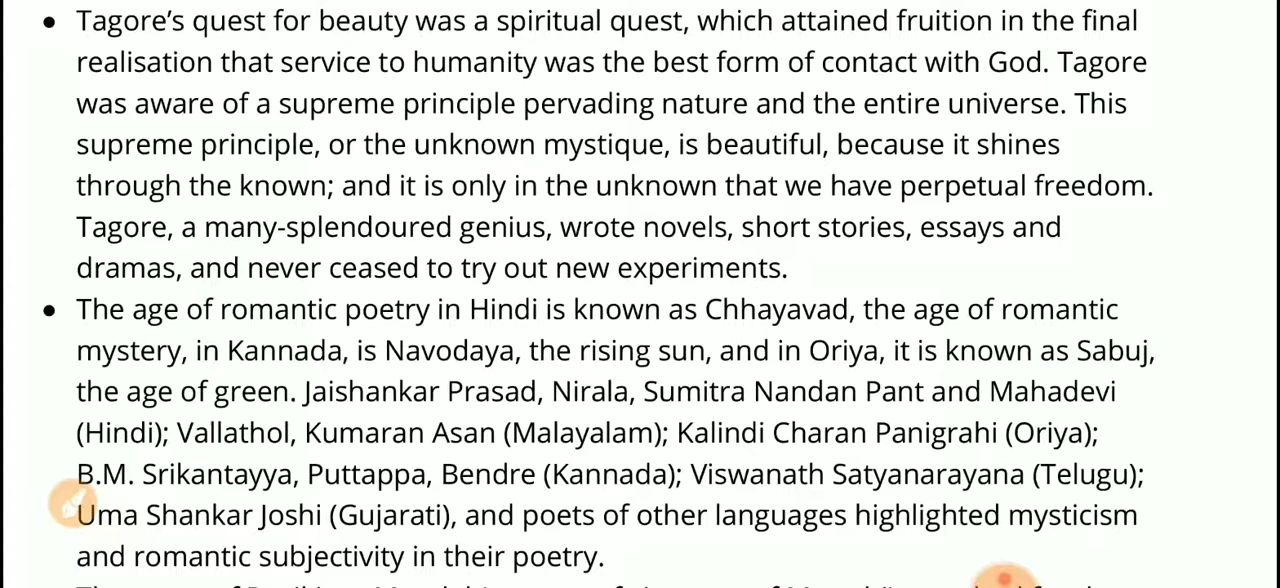 • Tagore’s quest for beauty was a spiritual quest, which attained fruition in the final
realisation that service to humanity was the best form of contact with God. Tagore
was aware of a supreme principle pervading nature and the entire universe. This
supreme principle, or the unknown mystique, is beautiful, because it shines
through the known; and it is only in the unknown that we have perpetual freedom.
Tagore, a many-splendoured genius, wrote novels, short stories, essays and
dramas, and never ceased to try out new experiments.
• The age of romantic poetry in Hindi is known as Chhayavad, the age of romantic
mystery, in Kannada, is Navodaya, the rising sun, and in Oriya, it is known as Sabuj,
the age of green. Jaishankar Prasad, Nirala, Sumitra Nandan Pant and Mahadevi
(Hindi); Vallathol, Kumaran Asan (Malayalam); Kalindi Charan Panigrahi (Oriya);
B.M. Srikantayya, Puttappa, Bendre (Kannada); Viswanath Satyanarayana (Telugu);
Uma Shankar Joshi (Gujarati), and poets of other languages highlighted mysticism
and romantic subjectivity in their poetry.